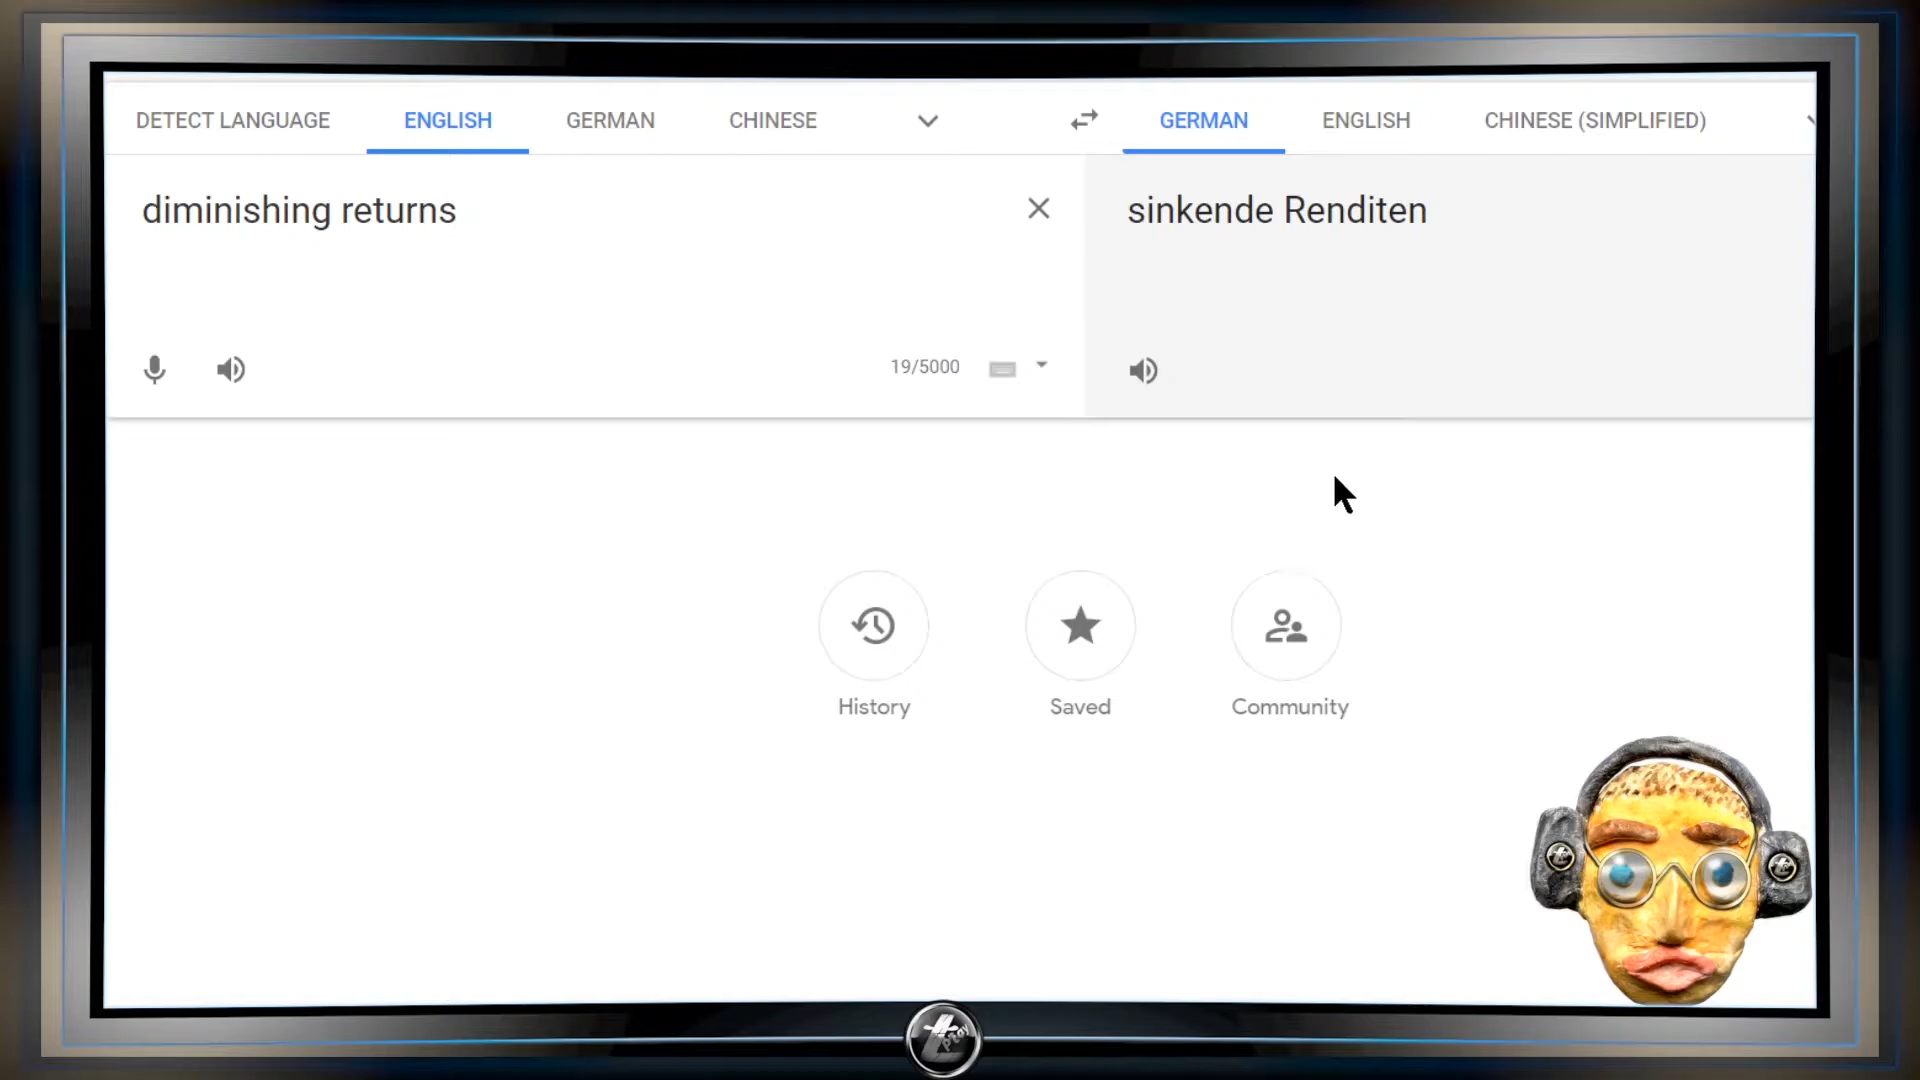 DETECT LANGUAGE ENGLISH GERMAN CHINESE GERMAN ENGLISH CHINESE (SIMPLIFIED)
diminishing returns
sinkende Renditen
19/5000
History Saved Community